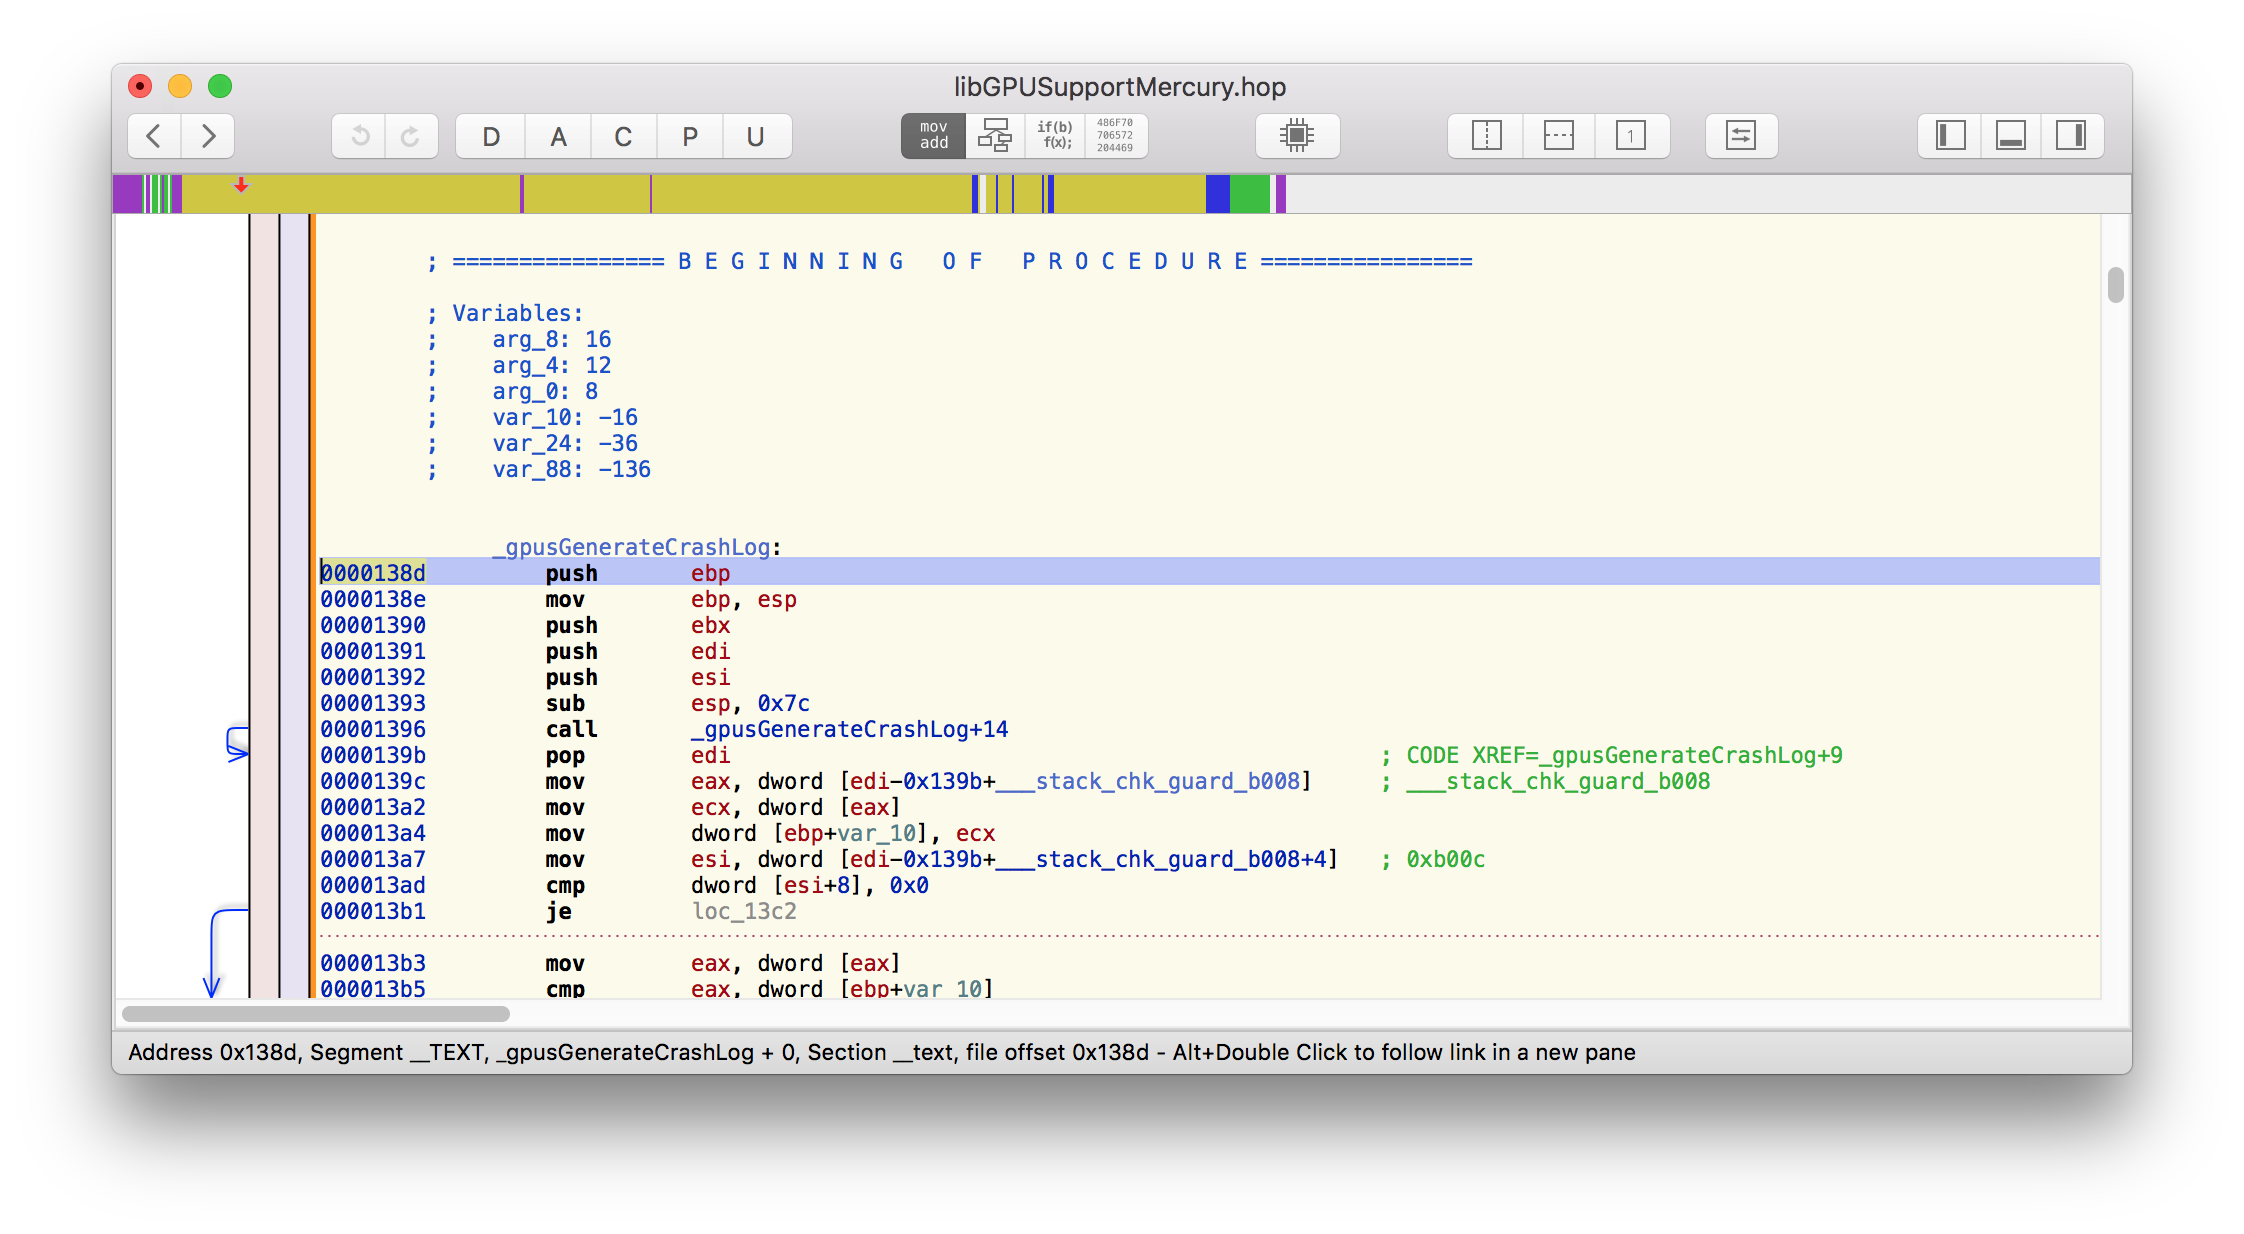 libGPUSupportMercury.hop
D A C P U mov add if(b) f(x); 486F70 706572 204469 1
; ================ B E G I N N I N G   O F   P R O C E D U R E ================
; Variables:
;    arg_8: 16
;    arg_4: 12
;    arg_0: 8
;    var_10: -16
;    var_24: -36
;    var_88: -136
_gpusGenerateCrashLog:
0000138d push ebp
0000138e mov ebp, esp
00001390 push ebx
00001391 push edi
00001392 push esi
00001393 sub esp, 0x7c
00001396 call _gpusGenerateCrashLog+14
0000139b pop edi ; CODE XREF=_gpusGenerateCrashLog+9
0000139c mov eax, dword [edi-0x139b+___stack_chk_guard_b008] ; ___stack_chk_guard_b008
000013a2 mov ecx, dword [eax]
000013a4 mov dword [ebp+var_10], ecx
000013a7 mov esi, dword [edi-0x139b+___stack_chk_guard_b008+4] ; 0xb00c
000013ad cmp dword [esi+8], 0x0
000013b1 je loc_13c2
000013b3 mov eax, dword [eax]
000013b5 cmp eax, dword [ebp+var_10]
Address 0x138d, Segment __TEXT, _gpusGenerateCrashLog + 0, Section __text, file offset 0x138d - Alt+Double Click to follow link in a new pane